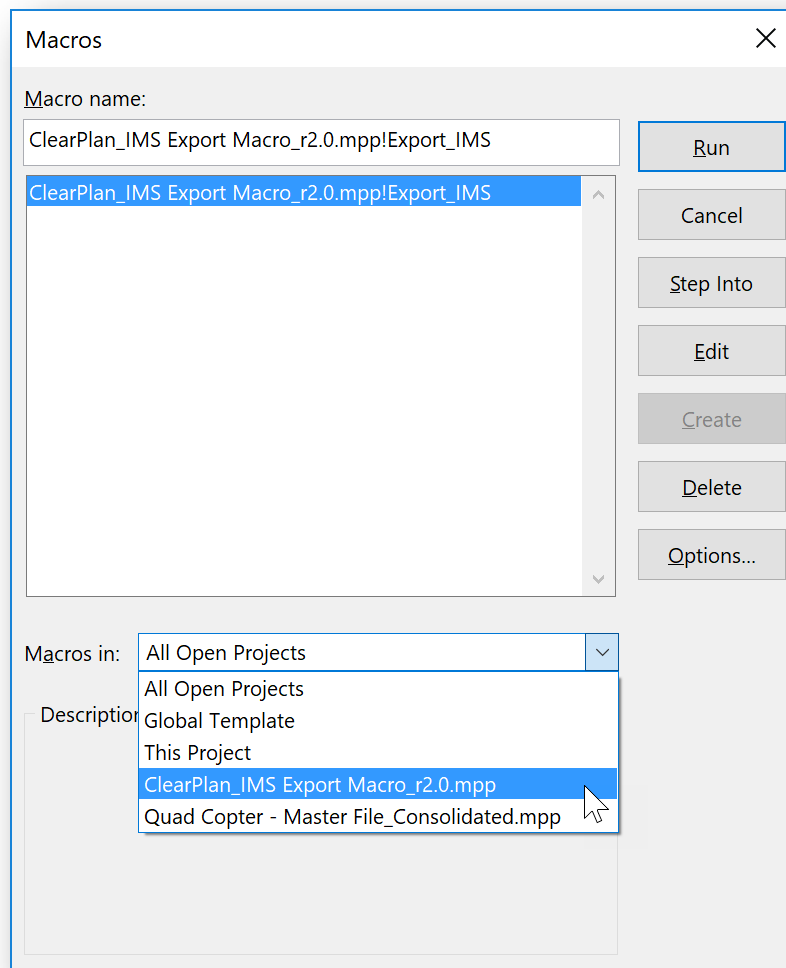 Macros
Macro name:
ClearPlan_IMS Export Macro_r2.0.mpp!Export_IMS
Run
ClearPlan_IMS Export Macro_r2.0.mpp!Export_IMS
Cancel
Step Into
Edit
Create
Delete
Options...
Macros in:
All Open Projects
All Open Projects
Description
Global Template
This Project
ClearPlan_IMS Export Macro_r2.0.mpp
Quad Copter - Master File_Consolidated.mpp